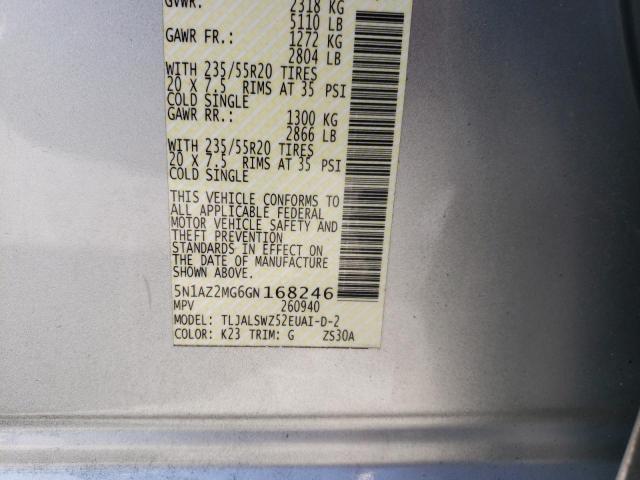 GVWR: 2318 KG
5110 LB
GAWR FR.: 1272 KG
2804 LB
WITH 235/55R20 TIRES
20 X 7.5 RIMS AT 35 PSI
COLD SINGLE
GAWR RR.: 1300 KG
2866 LB
WITH 235/55R20 TIRES
20 X 7.5 RIMS AT 35 PSI
COLD SINGLE
THIS VEHICLE CONFORMS TO
ALL APPLICABLE FEDERAL
MOTOR VEHICLE SAFETY AND
THEFT PREVENTION
STANDARDS IN EFFECT ON
THE DATE OF MANUFACTURE
SHOWN ABOVE.
5N1AZ2MG6GN168246
MPV 260940
MODEL: TLJALSWZ52EUAI-D-2
COLOR: K23 TRIM: G ZS30A